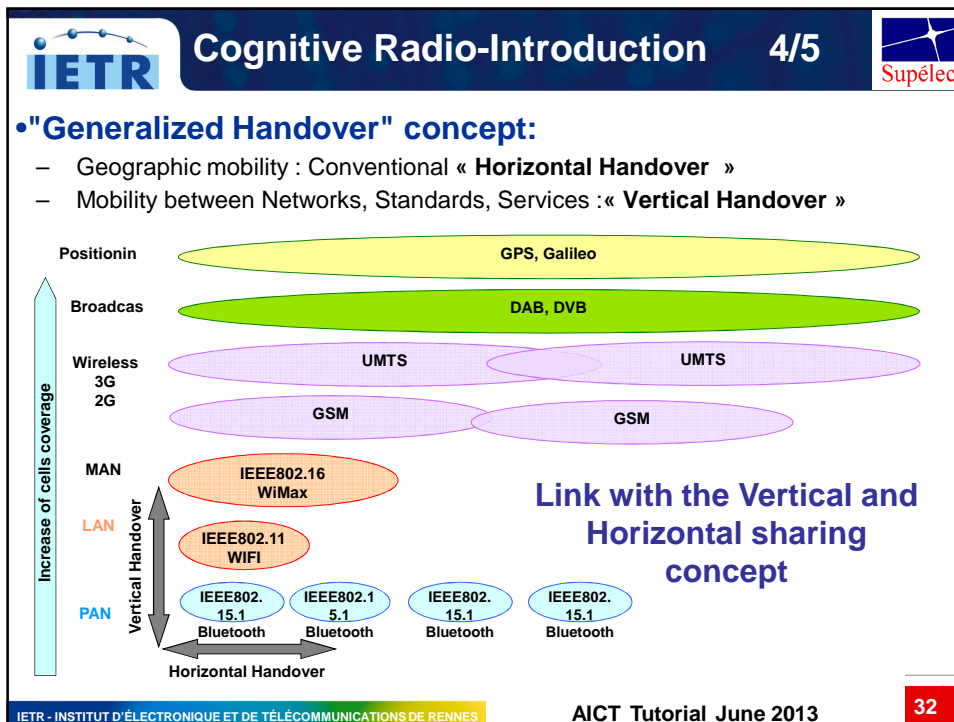 IETR
Cognitive Radio-Introduction 4/5
Supélec
•"Generalized Handover" concept:
– Geographic mobility : Conventional « Horizontal Handover »
– Mobility between Networks, Standards, Services :« Vertical Handover »
Positionin
GPS, Galileo
Broadcas
DAB, DVB
Wireless
3G
2G
UMTS
UMTS
GSM
GSM
MAN
IEEE802.16
WiMax
LAN
IEEE802.11
WIFI
PAN
IEEE802.
15.1
Bluetooth
IEEE802.1
5.1
Bluetooth
IEEE802.
15.1
Bluetooth
IEEE802.
15.1
Bluetooth
Increase of cells coverage
Vertical Handover
Horizontal Handover
Link with the Vertical and
Horizontal sharing
concept
IETR - INSTITUT D'ÉLECTRONIQUE ET DE TÉLÉCOMMUNICATIONS DE RENNES
AICT Tutorial June 2013
32